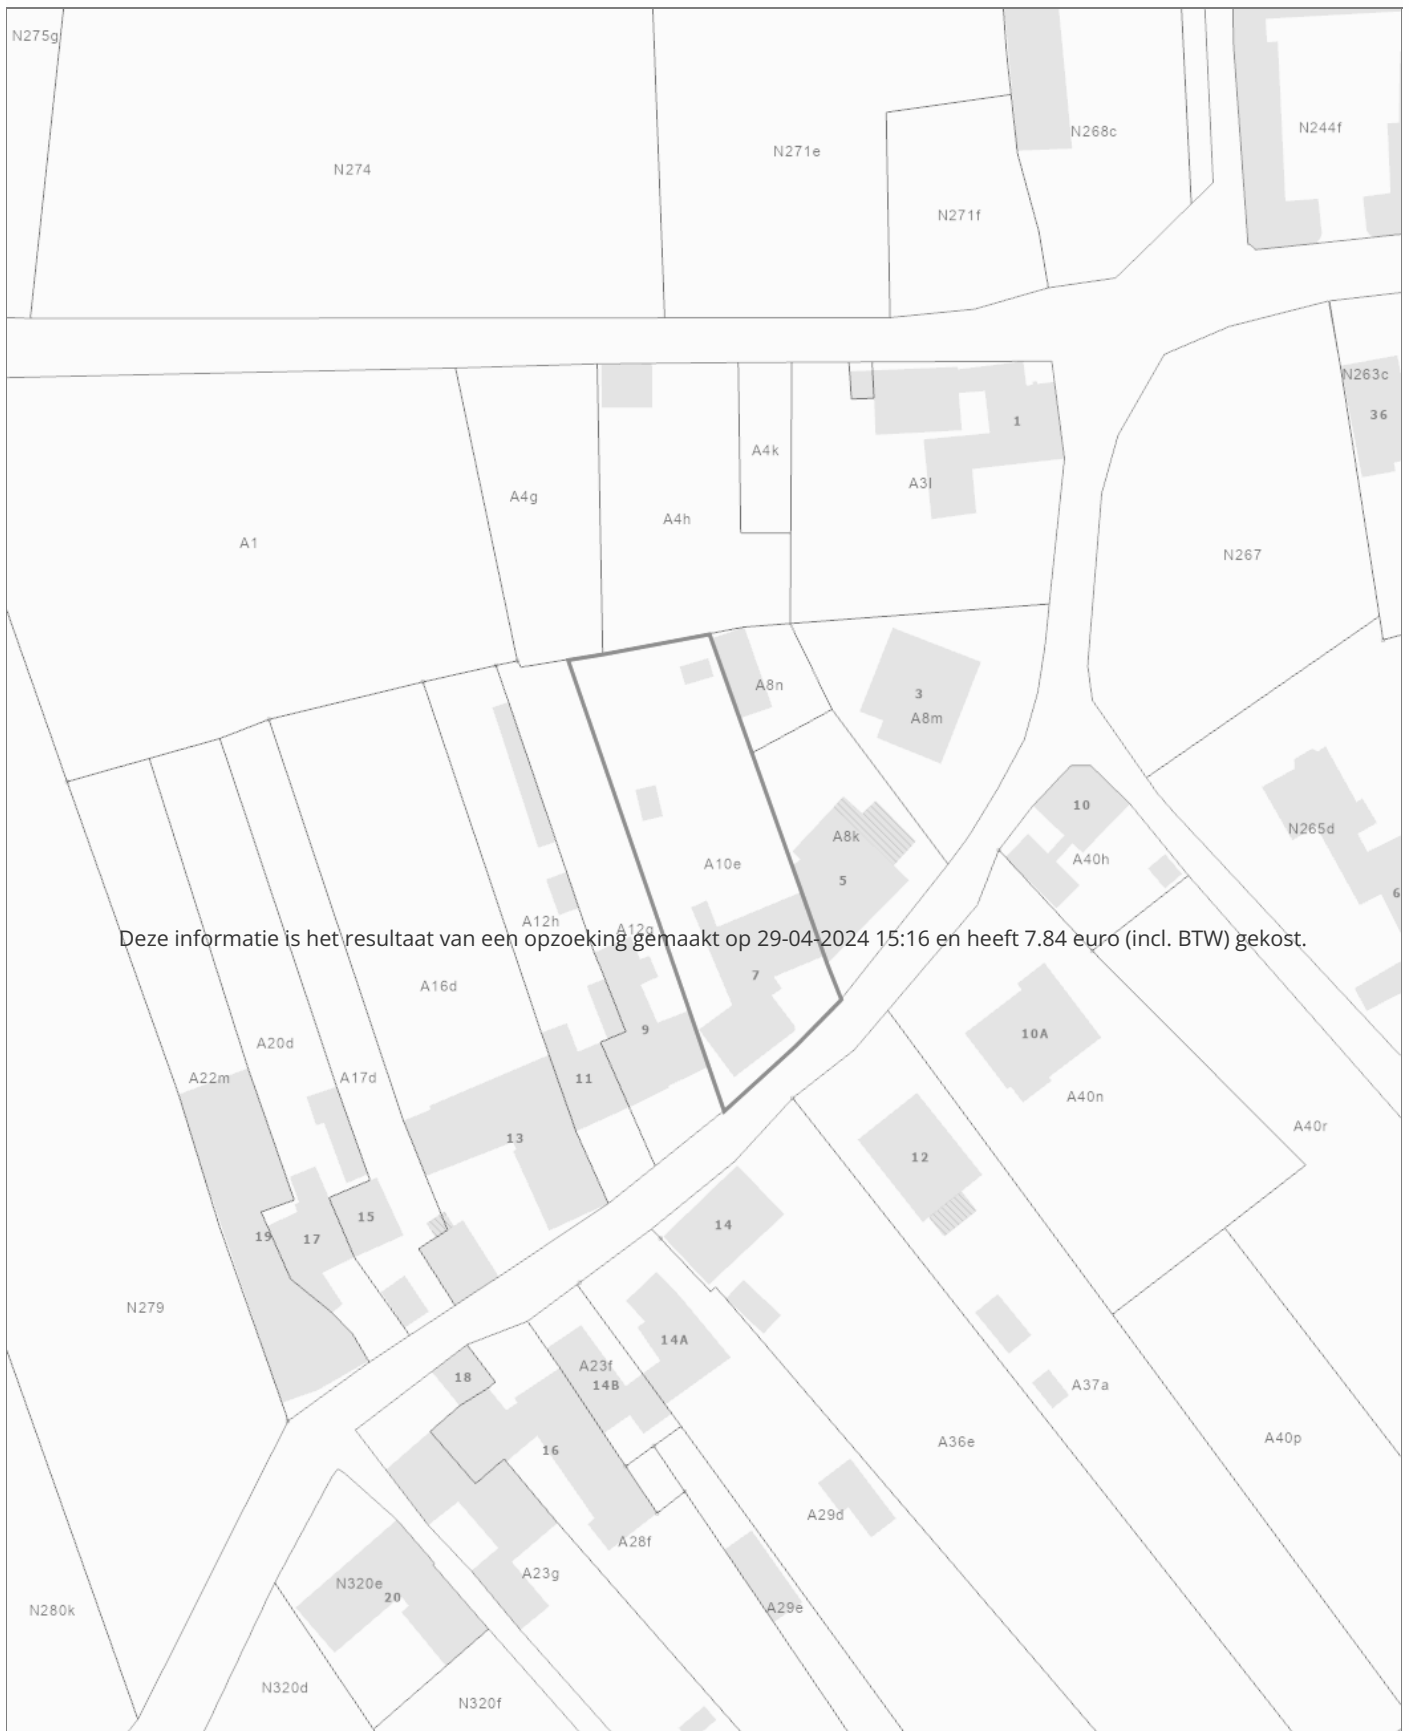 N275g
N274
N271e
N268c
N244f
N271f
N263c
36
1
A4k
A3l
A4g
A4h
A1
N267
A8n
3
A8m
10
N265d
A8k
A40h
A10e
5
6
A12h
A12g
Deze informatie is het resultaat van een opzoeking gemaakt op 29-04-2024 15:16 en heeft 7.84 euro (incl. BTW) gekost.
7
A16d
9
10A
A20d
A22m
A17d
11
A40n
A40r
13
12
15
14
19
17
N279
14A
A23f
14B
18
A37a
16
A36e
A40p
A29d
A28f
A23g
N320e
20
A29e
N280k
N320d
N320f